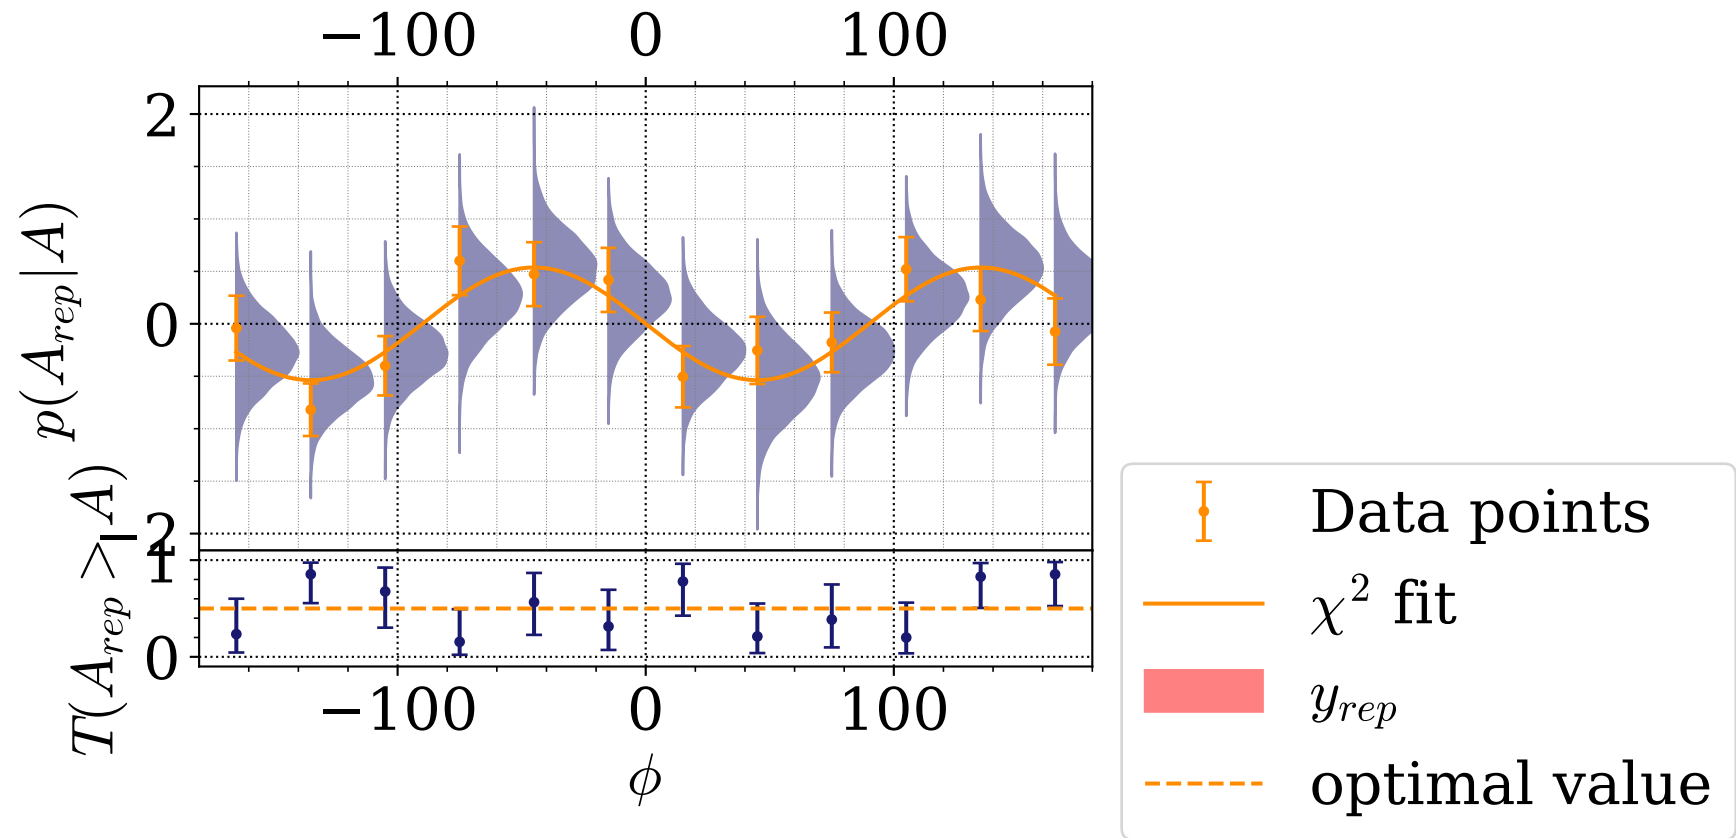 −100 0 100
2
0
−2
p(A_rep|A)
1
0
T(A_rep > A)
−100 0 100
ϕ
Data points
χ² fit
y_rep
optimal value